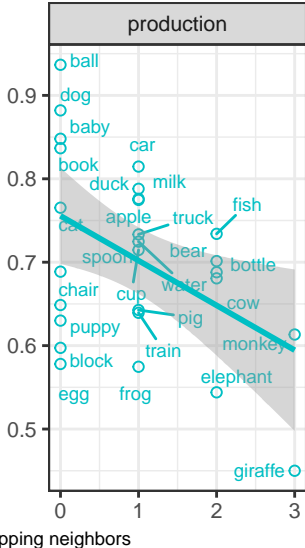 production
ball
dog
baby
book
car
duck
milk
apple
truck
fish
cat
spoon
bear
bottle
water
chair
cup
cow
pig
puppy
monkey
train
block
elephant
egg
frog
giraffe
0.9
0.8
0.7
0.6
0.5
0 1 2 3
pping neighbors